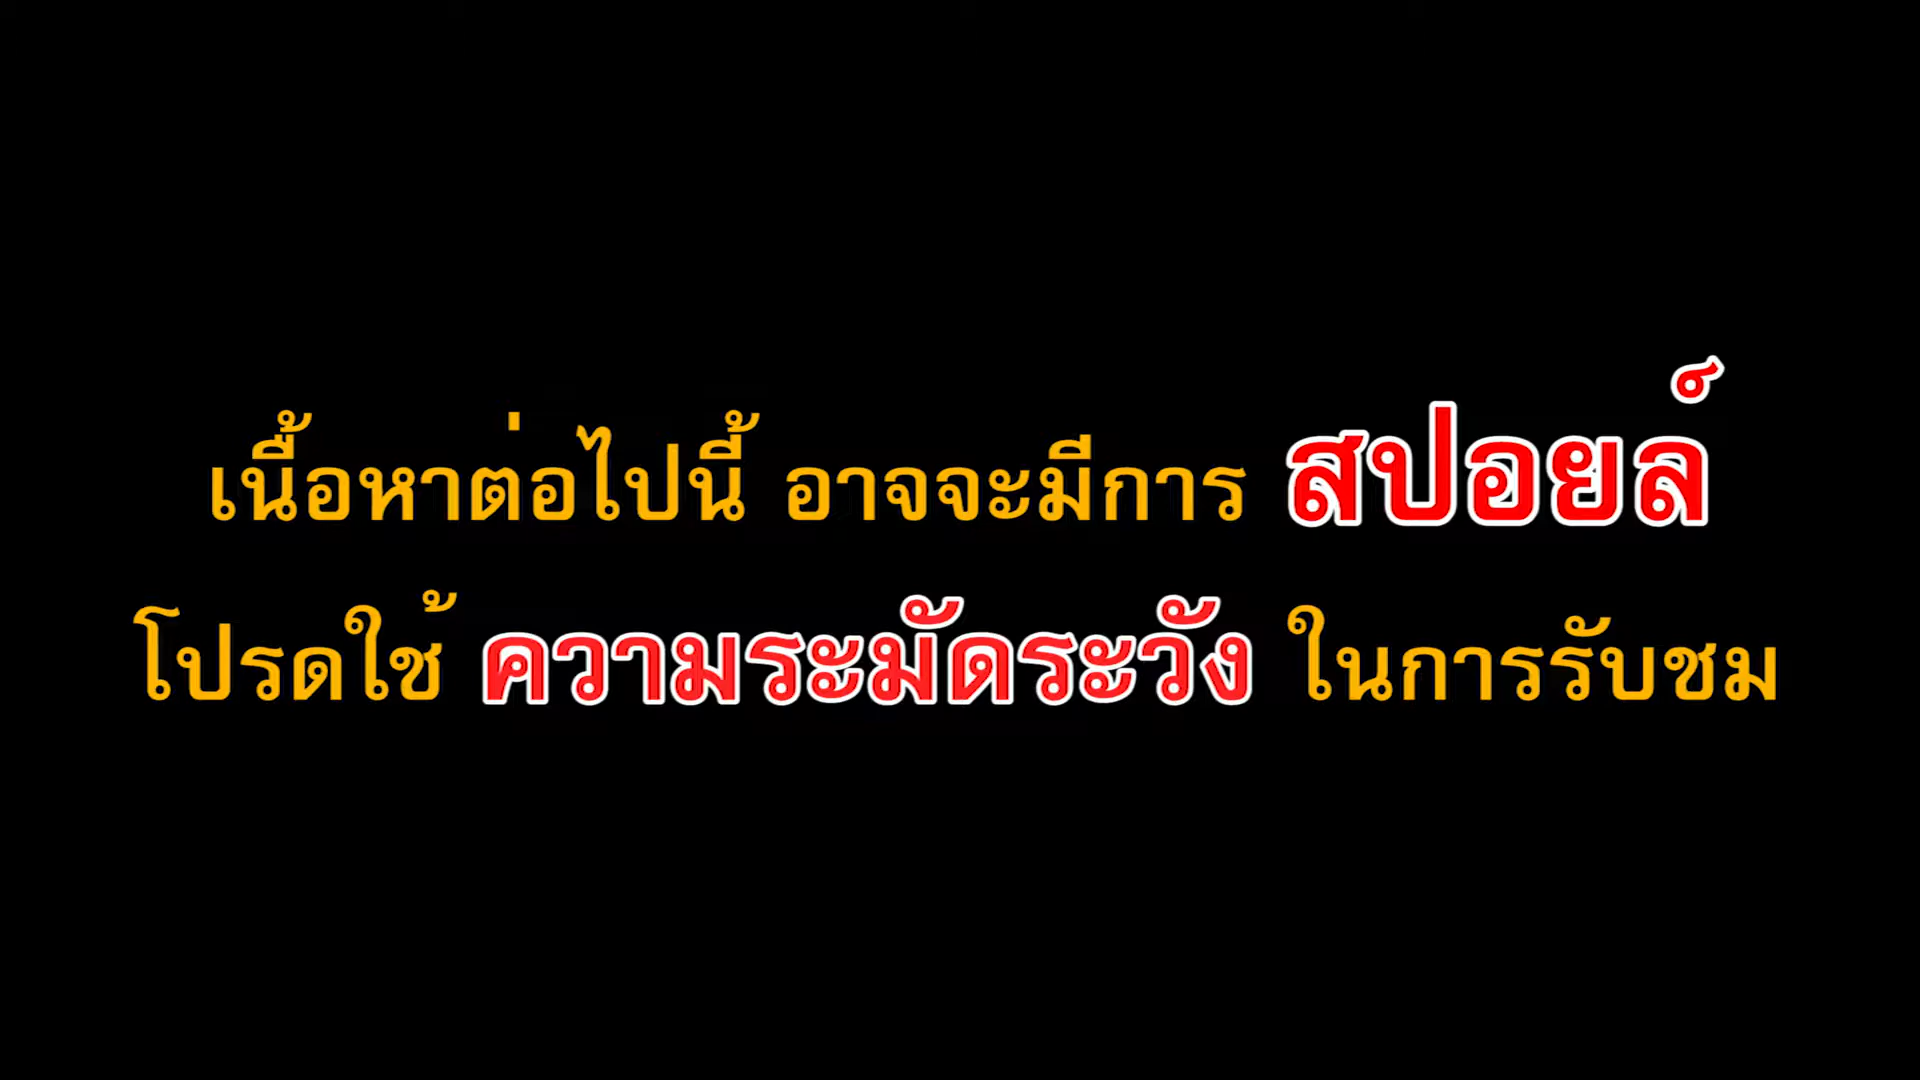 เนื้อหาต่อไปนี้ อาจจะมีการ สปอยล์
โปรดใช้ ความระมัดระวัง ในการรับชม